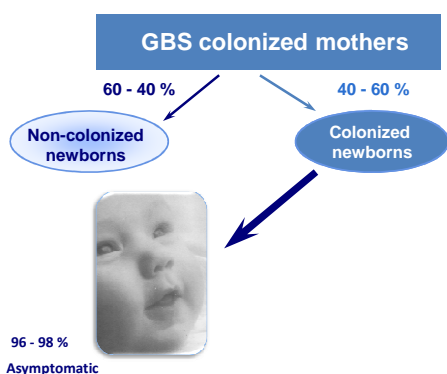 GBS colonized mothers
60 - 40 %
40 - 60 %
Non-colonized
newborns
Colonized
newborns
96 - 98 %
Asymptomatic